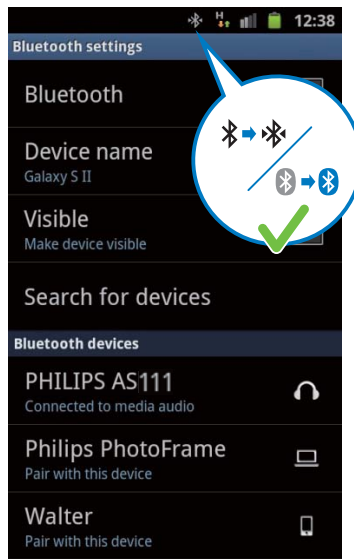 H 12:38
Bluetooth settings
Bluetooth
Device name
Galaxy S II
Visible
Make device visible
Search for devices
Bluetooth devices
PHILIPS AS111
Connected to media audio
Philips PhotoFrame
Pair with this device
Walter
Pair with this device